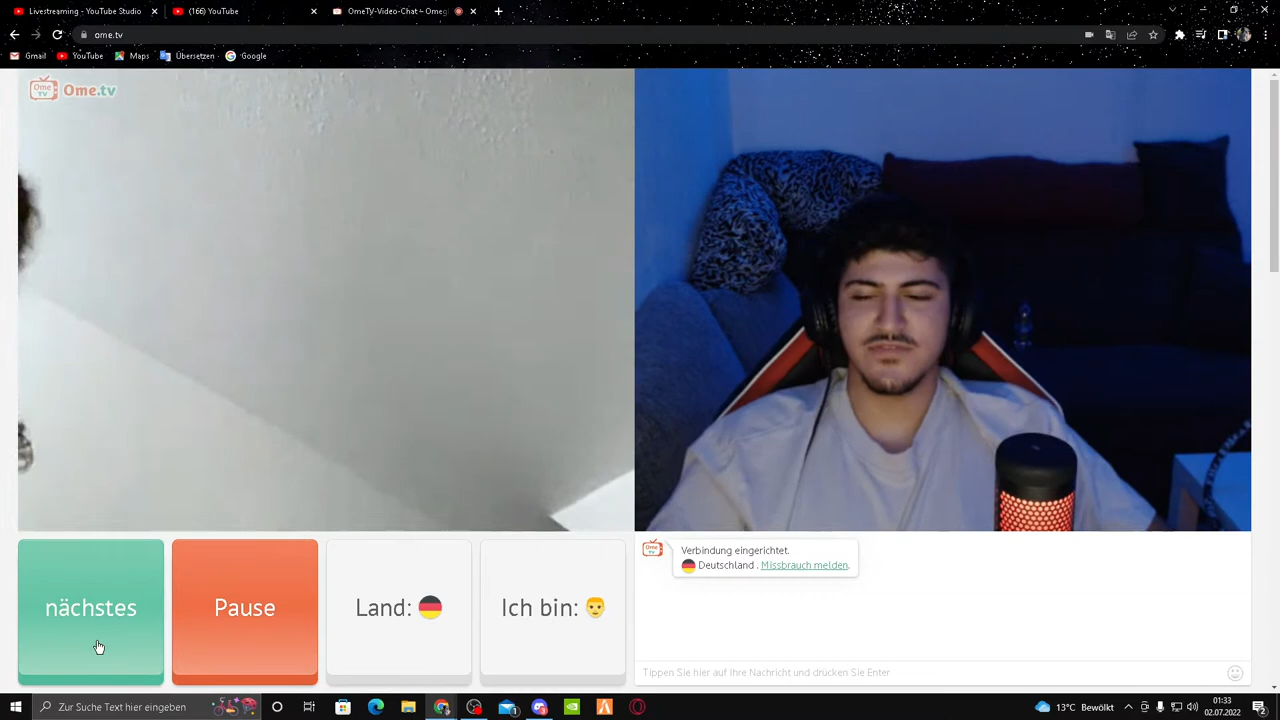 Livestreaming - YouTube Studio
(166) YouTube
OmeTV-Video-Chat – Omeg
ome.tv
Gmail
YouTube
Maps
Übersetzen
Google
Ome.tv
nächstes
Pause
Land:
Ich bin:
Verbindung eingerichtet.
Deutschland . Missbrauch melden.
Tippen Sie hier auf Ihre Nachricht und drücken Sie Enter
Zur Suche Text hier eingeben
13°C Bewölkt
01:33
02.07.2022